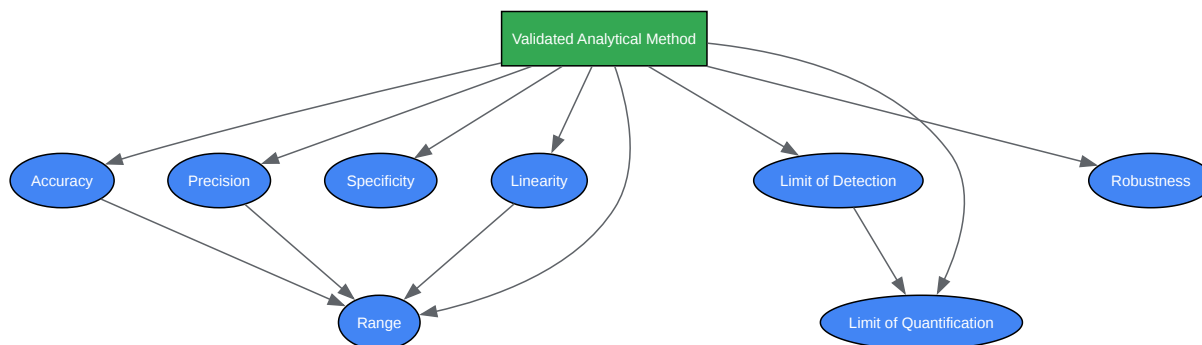 Validated Analytical Method
Accuracy
Precision
Specificity
Linearity
Limit of Detection
Robustness
Range
Limit of Quantification